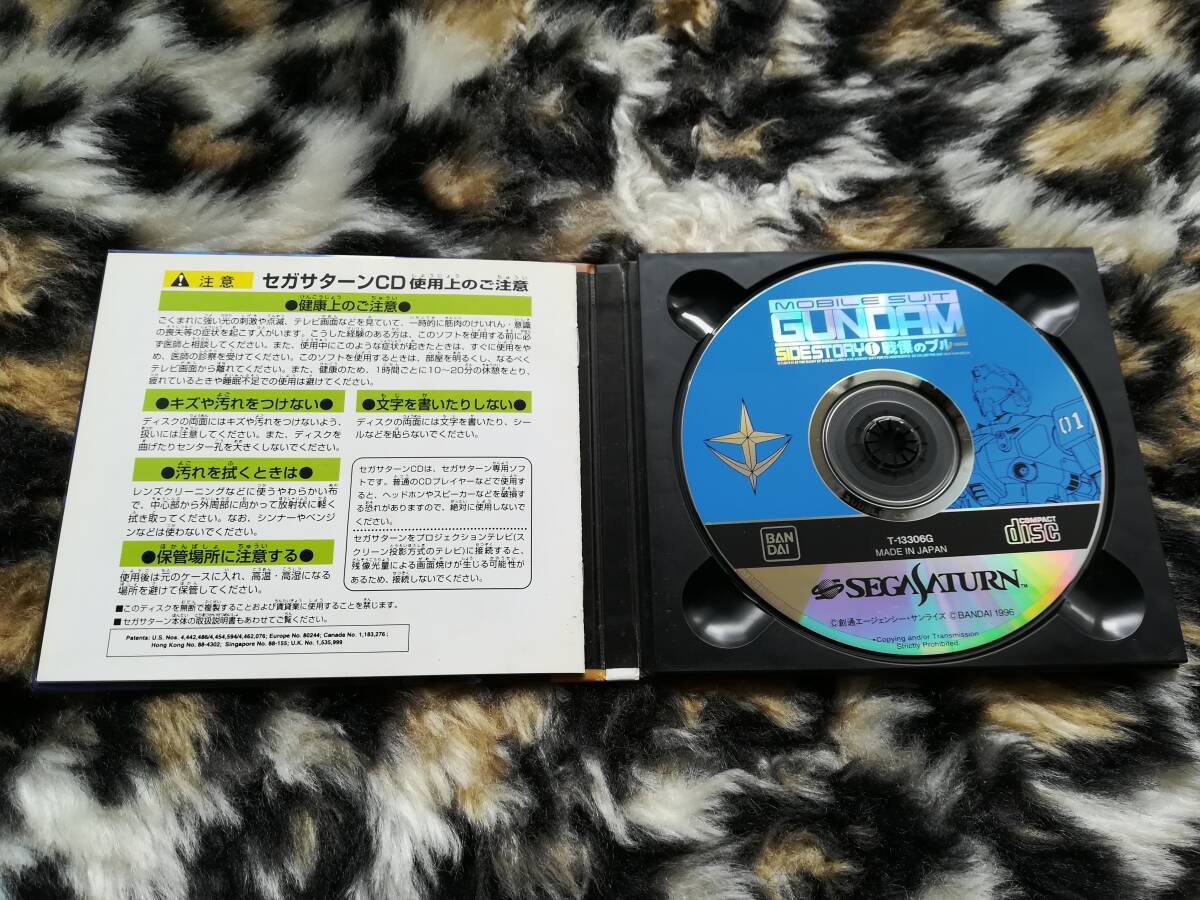 注意 セガサターンCD 使用上のご注意
●健康上のご注意●
ごくまれに強い光の刺激や点滅、テレビ画面などを見ていて、一時的に筋肉のけいれん・意識
の喪失等の症状を起こす人がいます。こうした経験のある方は、このソフトを使用する前に必
ず医師と相談してください。また、使用中にこのような症状が起きたときは、すぐに使用をや
め、医師の診察を受けてください。このソフトを使用するときは、部屋を明るくし、なるべく
テレビ画面から離れてください。また、健康のため、1時間ごとに10〜20分の休憩をとり、
疲れているときや睡眠不足での使用は避けてください。
●キズや汚れをつけない●
ディスクの両面にはキズや汚れをつけないよう、
扱いには注意してください。また、ディスクを
曲げたりセンター孔を大きくしないでください。
●文字を書いたりしない●
ディスクの両面には文字を書いたり、シー
ルなどを貼らないでください。
●汚れを拭くときは●
レンズクリーニングなどに使うやわらかい布
で、中心部から外周部に向かって放射状に軽く
拭き取ってください。なお、シンナーやベンジ
ンなどは使わないでください。
●保管場所に注意する●
使用後は元のケースに入れ、高温・高湿になる
場所を避けて保管してください。
セガサターンCDは、セガサターン専用ソフ
トです。普通のCDプレイヤーなどで使用す
ると、ヘッドホンやスピーカーなどを破損す
る恐れがありますので、絶対に使用しないで
ください。
セガサターンをプロジェクションテレビ(ス
クリーン投影方式のテレビ)に接続すると、
残像光量による画面焼けが生じる可能性が
あるため、接続しないでください。
■このディスクを無断で複製することおよび賃貸業に使用することを禁じます。
■セガサターン本体の取扱説明書もあわせてご覧ください。
Patents: U.S. Nos. 4,442,486/4,454,594/4,462,076; Europe No. 80244; Canada No. 1,183,276;
Hong Kong No. 88-4302; Singapore No. 88-155; U.K. No. 1,535,999
MOBILE SUIT
GUNDAM
SIDESTORY I 戦慄のブルー
01
BAN
DAI
T-13306G
MADE IN JAPAN
COMPACT
disc
SEGA SATURN™
©創通エージェンシー・サンライズ ©BANDAI 1996
•Copying and/or Transmission
Strictly Prohibited.